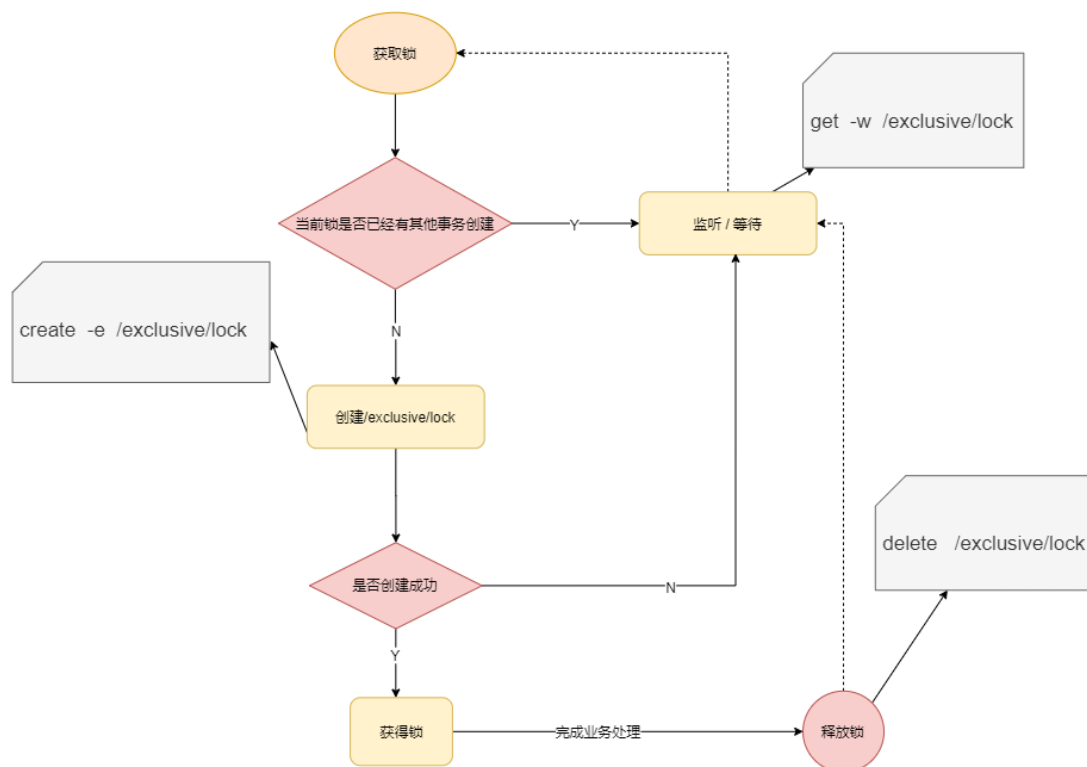 获取锁
get -w /exclusive/lock
当前锁是否已经有其他事务创建
Y
监听 / 等待
create -e /exclusive/lock
N
创建/exclusive/lock
delete /exclusive/lock
是否创建成功
N
Y
获得锁
完成业务处理
释放锁